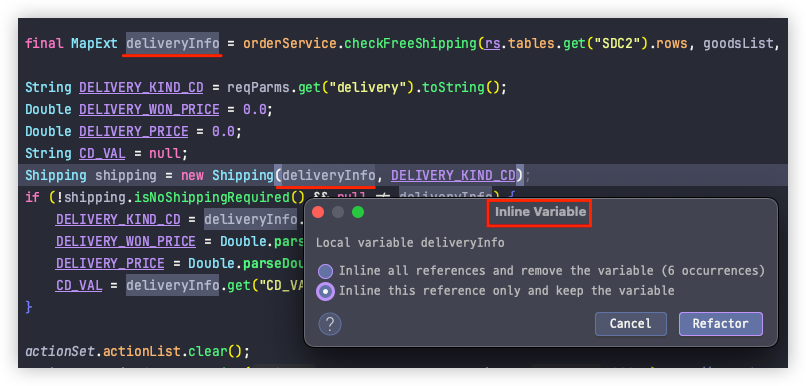 final MapExt deliveryInfo = orderService.checkFreeShipping(rs.tables.get("SDC2").rows, goodsList,
String DELIVERY_KIND_CD = reqParms.get("delivery").toString();
Double DELIVERY_WON_PRICE = 0.0;
Double DELIVERY_PRICE = 0.0;
String CD_VAL = null;
Shipping shipping = new Shipping(deliveryInfo, DELIVERY_KIND_CD);
if (!shipping.isNoShippingRequired() && null ≠ deliveryInfo) {
DELIVERY_KIND_CD = deliveryInfo.
DELIVERY_WON_PRICE = Double.pars
DELIVERY_PRICE = Double.parseDou
CD_VAL = deliveryInfo.get("CD_VA
}
actionSet.actionList.clear();
Inline Variable
Local variable deliveryInfo
Inline all references and remove the variable (6 occurrences)
Inline this reference only and keep the variable
?
Cancel
Refactor